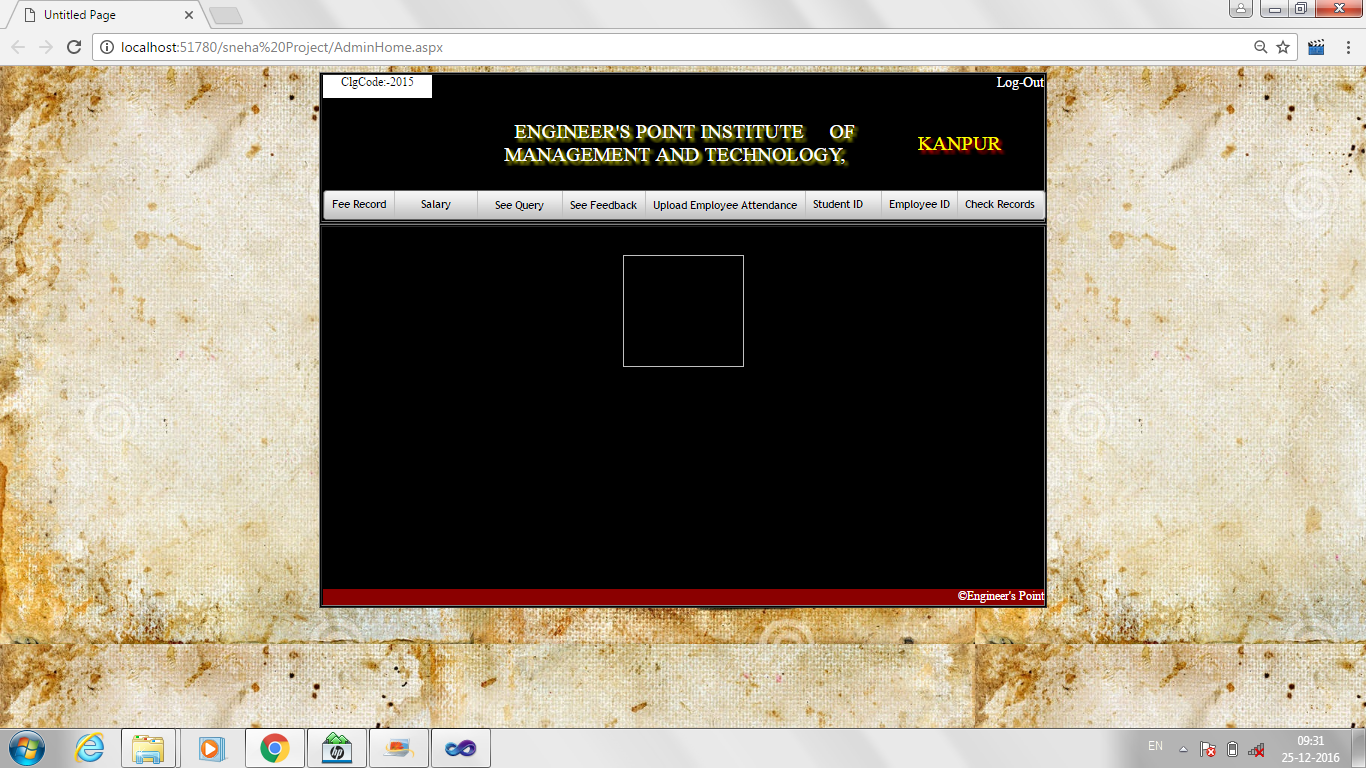 Untitled Page
localhost:51780/sneha%20Project/AdminHome.aspx
ClgCode:-2015
Log-Out
ENGINEER'S POINT INSTITUTE OF
MANAGEMENT AND TECHNOLOGY,
KANPUR
Fee Record Salary See Query See Feedback Upload Employee Attendance Student ID Employee ID Check Records
©Engineer's Point
hp
EN
09:31
25-12-2016